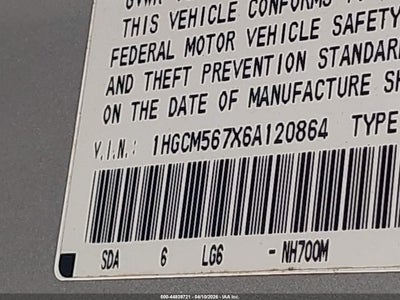 THIS VEHICLE CONFORMS
FEDERAL MOTOR VEHICLE SAFETY
AND THEFT PREVENTION STANDAR
ON THE DATE OF MANUFACTURE SH
V.I.N.: 1HGCM567X6A120864 TYPE
SDA 6 LG6 - NH700M
000-44839721 - 04/10/2026 - IAA Inc.